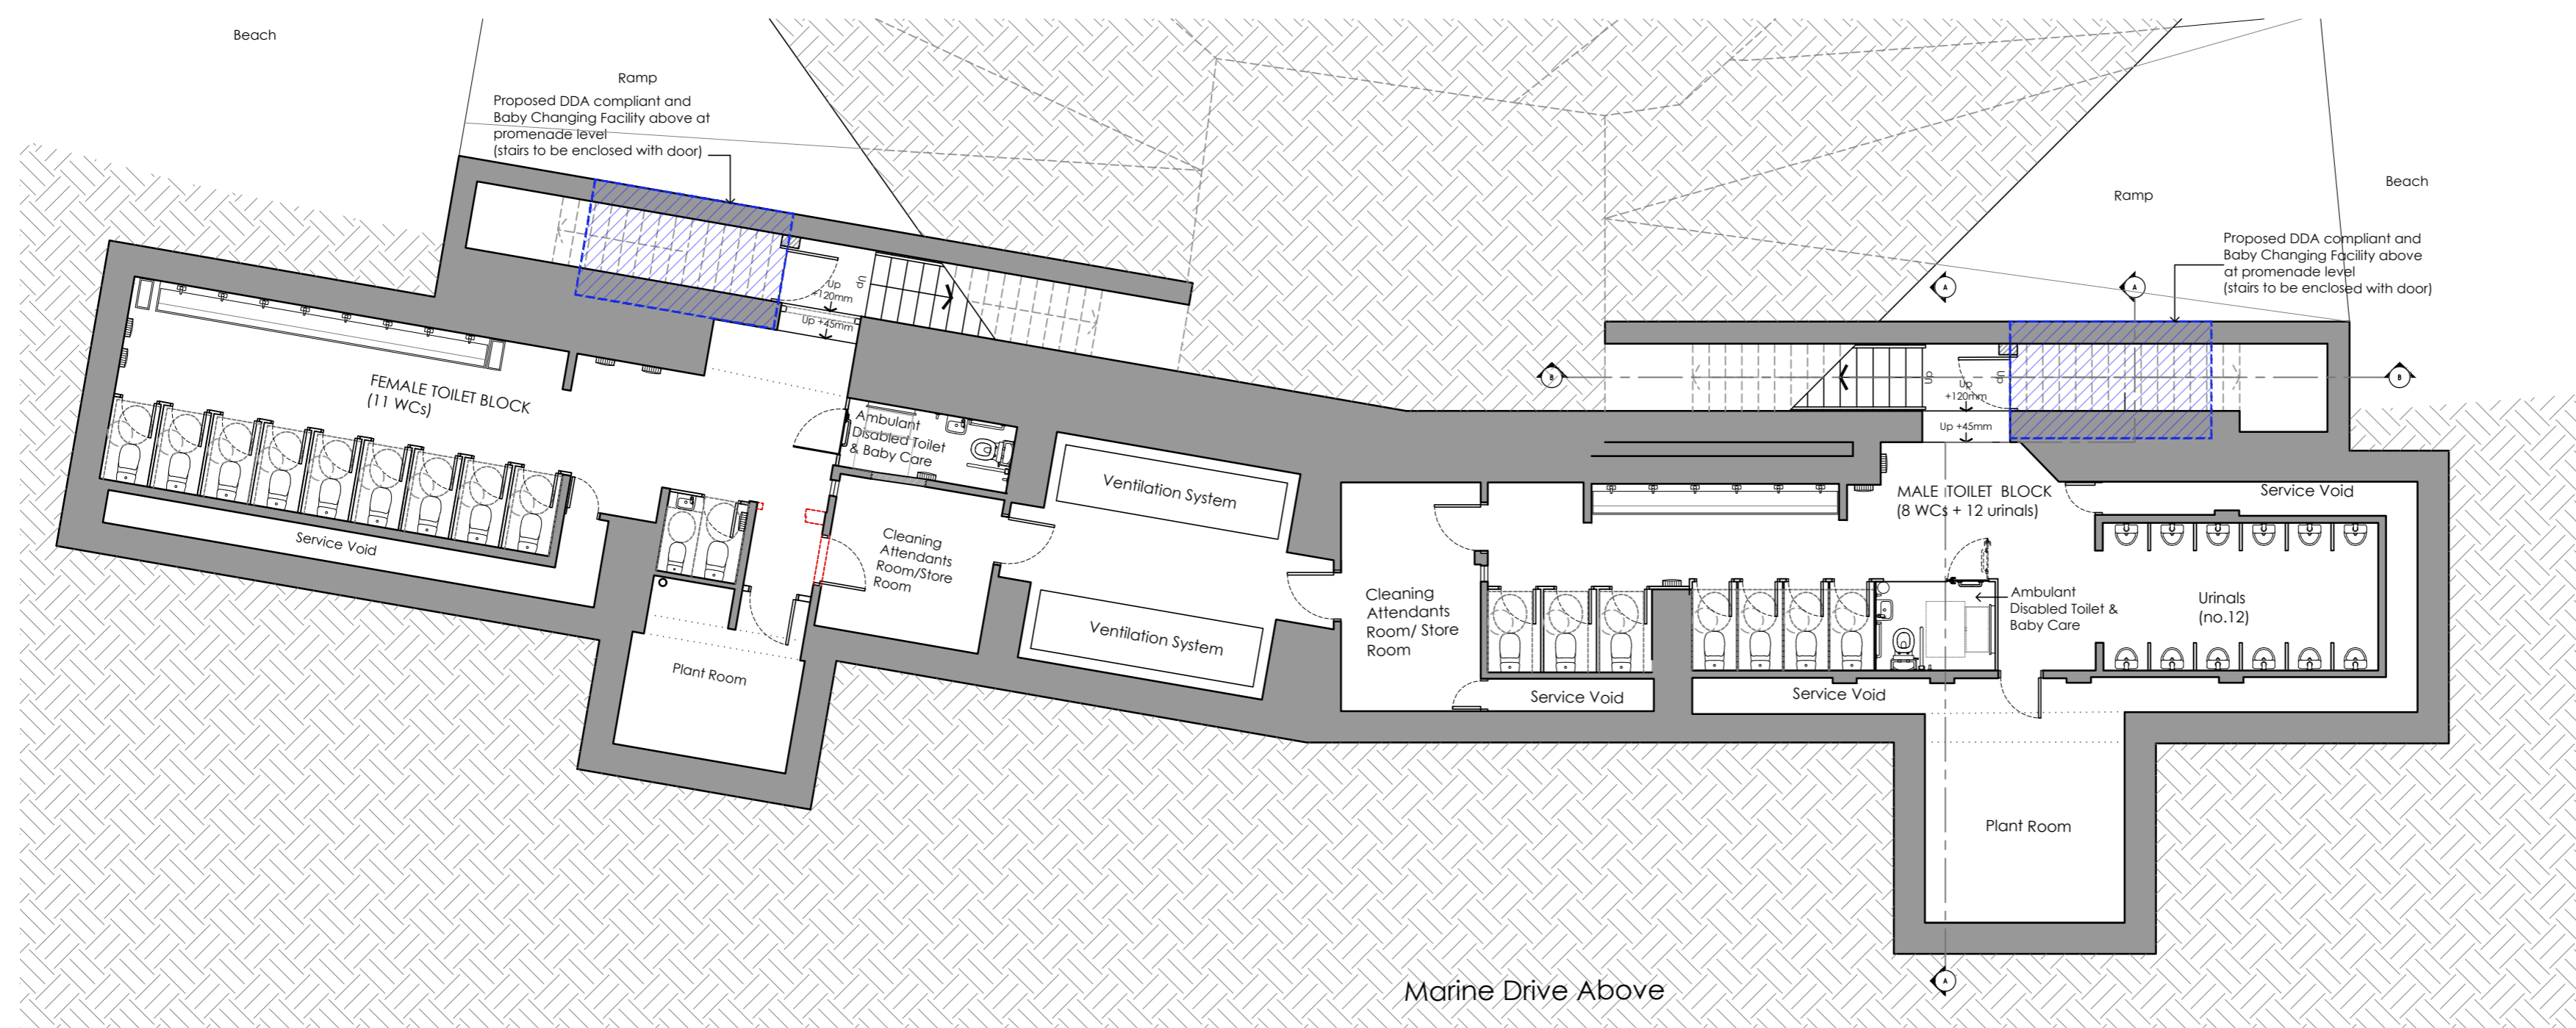 Beach
Ramp
Proposed DDA compliant and
Baby Changing Facility above at
promenade level
(stairs to be enclosed with door)
Up
Up
+120mm
Up +45mm
FEMALE TOILET BLOCK
(11 WCs)
Ambulant
Disabled Toilet
& Baby Care
Service Void
Cleaning
Attendants
Room/Store
Room
Plant Room
Ventilation System
Ventilation System
Ramp
Beach
Proposed DDA compliant and
Baby Changing Facility above
at promenade level
(stairs to be enclosed with door)
A
A
B
B
Up
Up
Up
+120mm
Up +45mm
MALE TOILET BLOCK
(8 WCs + 12 urinals)
Service Void
Cleaning
Attendants
Room/ Store
Room
Ambulant
Disabled Toilet &
Baby Care
Urinals
(no.12)
Service Void
Service Void
Plant Room
A
Marine Drive Above